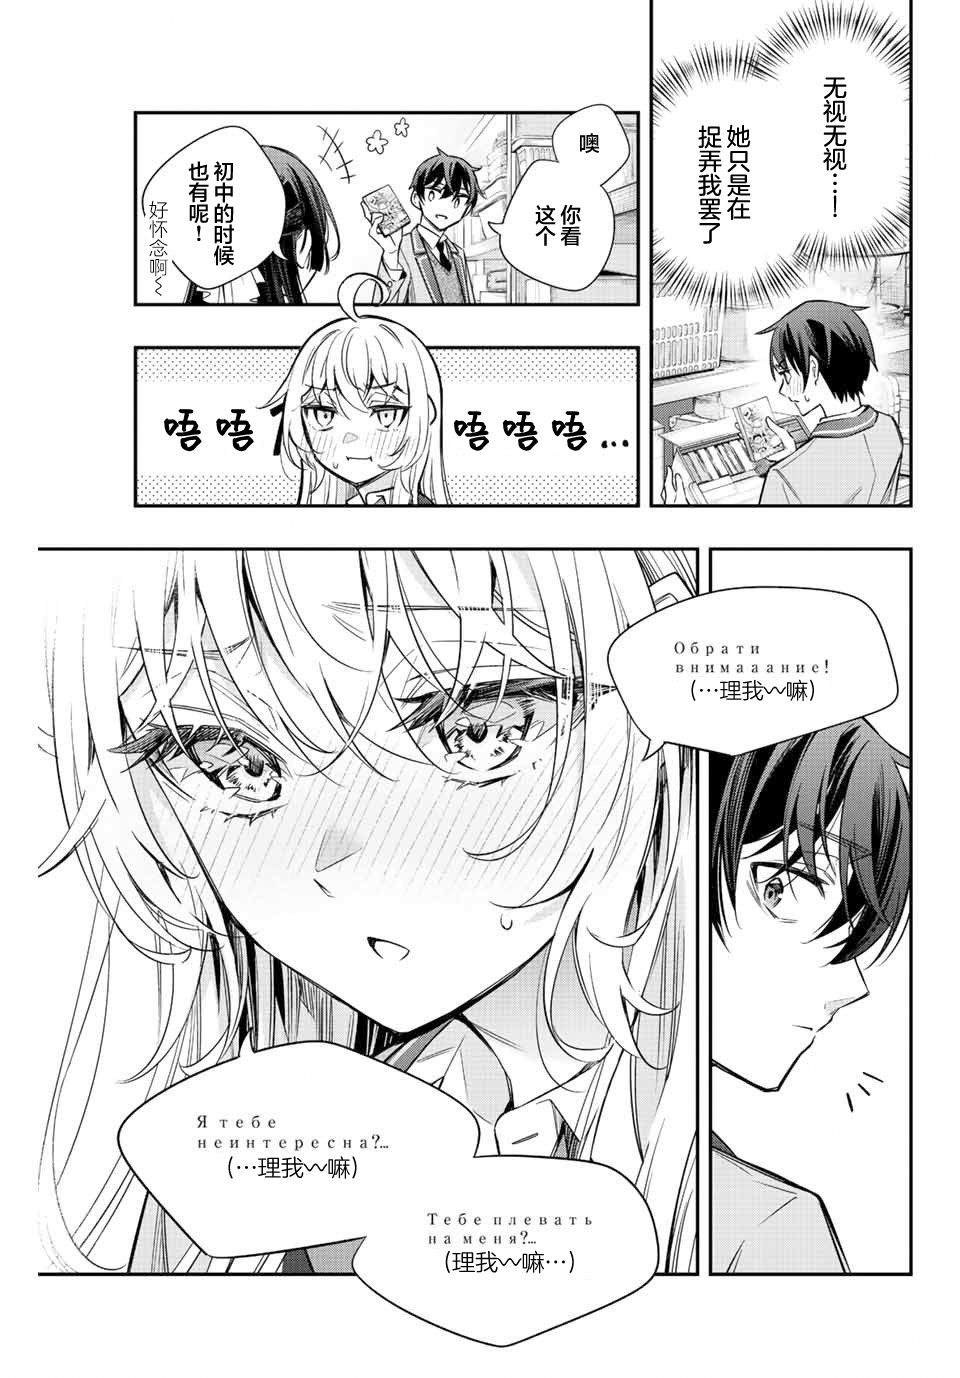 无视无视…！
她只是在
捉弄我罢了
噢
你看
这个
初中的时候
也有呢！
好怀念啊～
唔唔唔…
唔唔
Обрати
внимааание!
(…理我〰嘛)
Я тебе
неинтересна?...
(…理我〰嘛)
Тебе плевать
на меня?...
(理我〰嘛…)